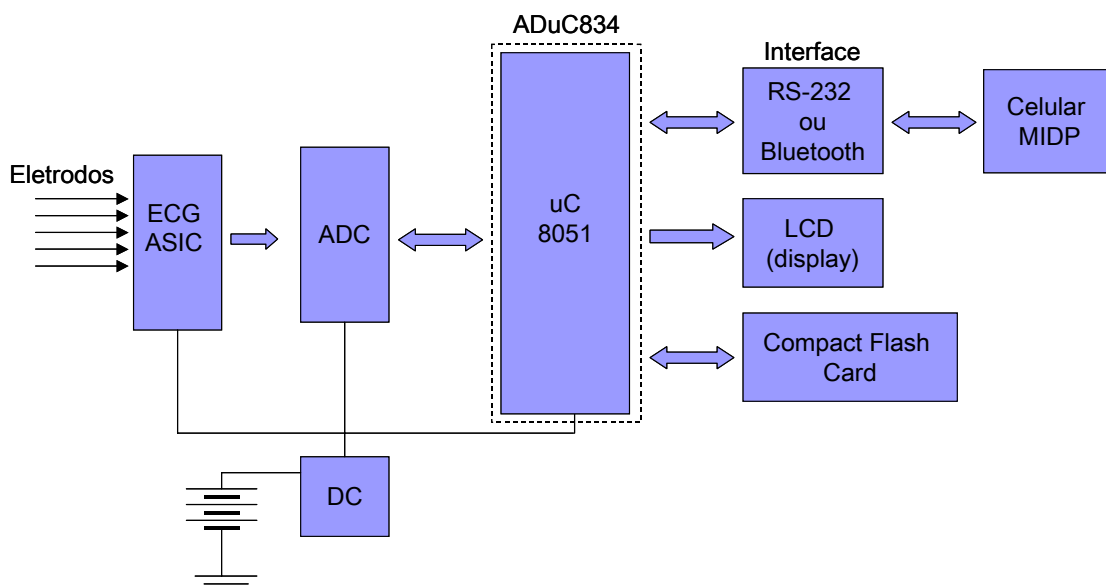 ADuC834
Interface
RS-232
ou
Bluetooth
Celular
MIDP
Eletrodos
ECG
ASIC
ADC
uC
8051
LCD
(display)
Compact Flash
Card
DC